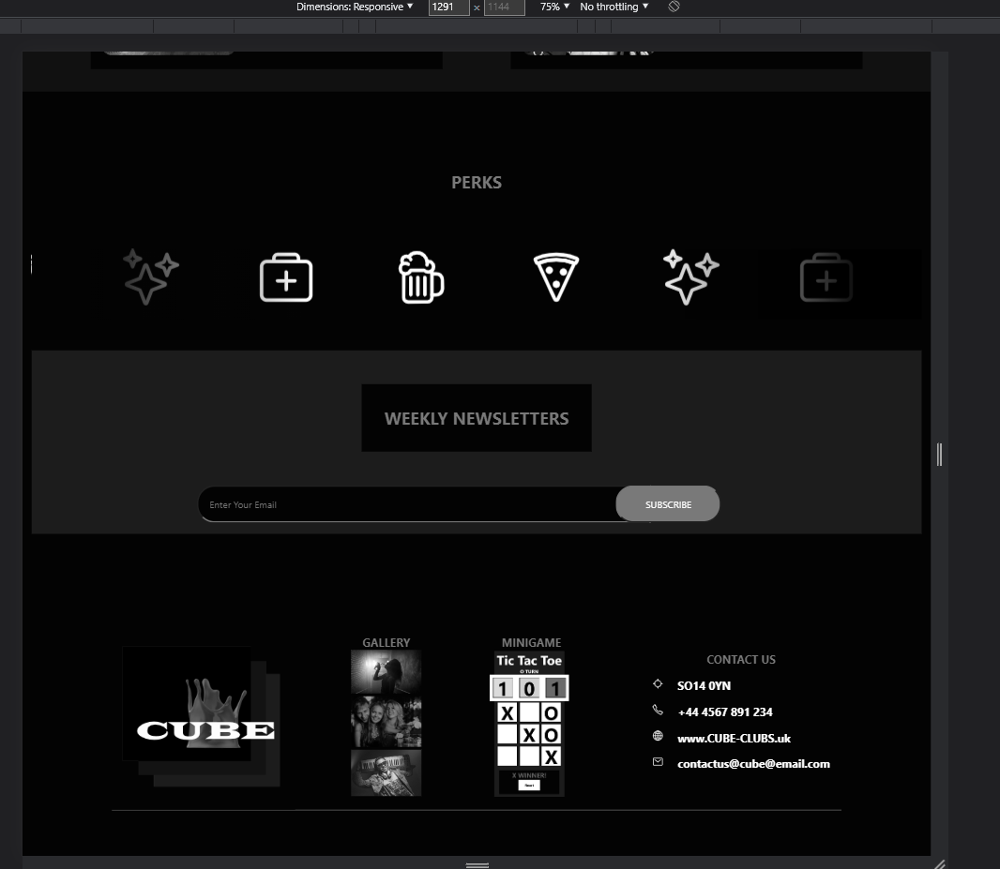 Dimensions: Responsive ▼ 1291 × 1144 75% ▼ No throttling ▼
PERKS
WEEKLY NEWSLETTERS
Enter Your Email
SUBSCRIBE
CUBE
GALLERY
MINIGAME
Tic Tac Toe
O TURN
1 0 1
X O
X O
X
X WINNER!
Reset
CONTACT US
SO14 0YN
+44 4567 891 234
www.CUBE-CLUBS.uk
contactus@cube@email.com